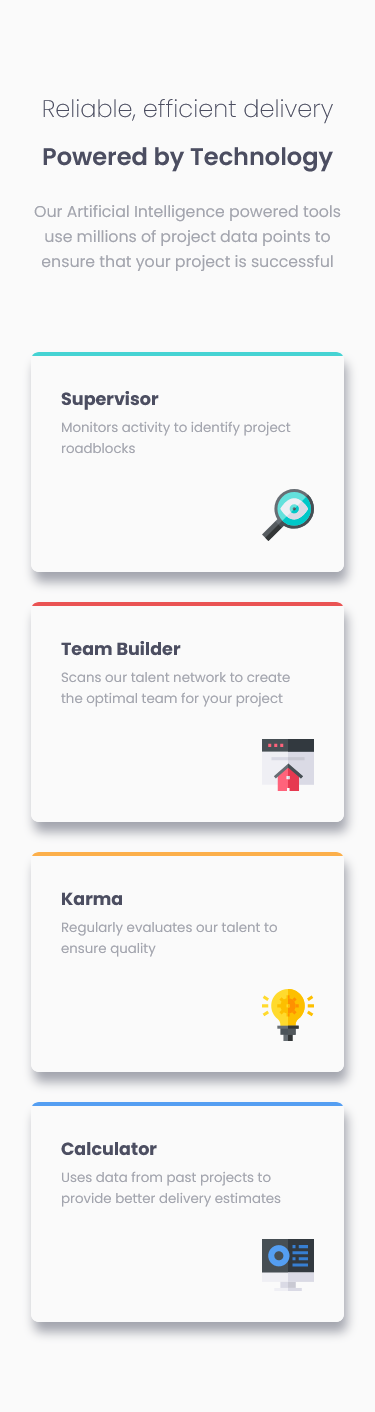 Reliable, efficient delivery
Powered by Technology
Our Artificial Intelligence powered tools
use millions of project data points to
ensure that your project is successful
Supervisor
Monitors activity to identify project
roadblocks
Team Builder
Scans our talent network to create
the optimal team for your project
Karma
Regularly evaluates our talent to
ensure quality
Calculator
Uses data from past projects to
provide better delivery estimates